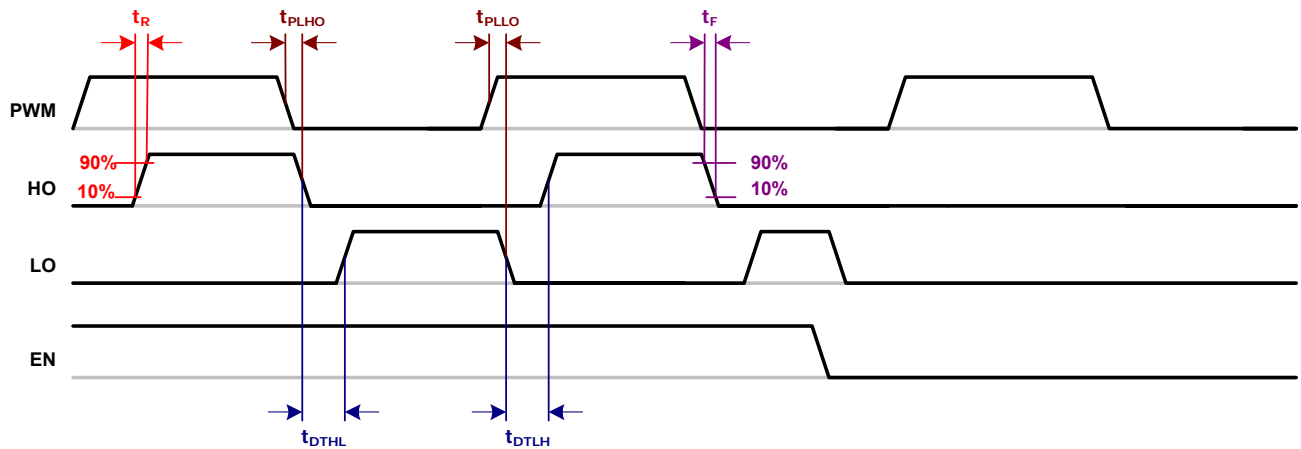 tR tPLHO tPLLO tF
PWM
90% 90%
HO 10% 10%
LO
EN
tDTHL tDTLH